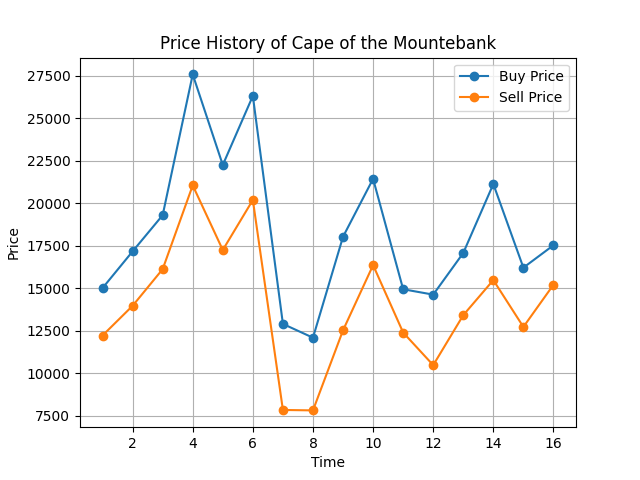 Price History of Cape of the Mountebank
Buy Price
Sell Price
27500
25000
22500
20000
17500
15000
12500
10000
7500
Price
2 4 6 8 10 12 14 16
Time